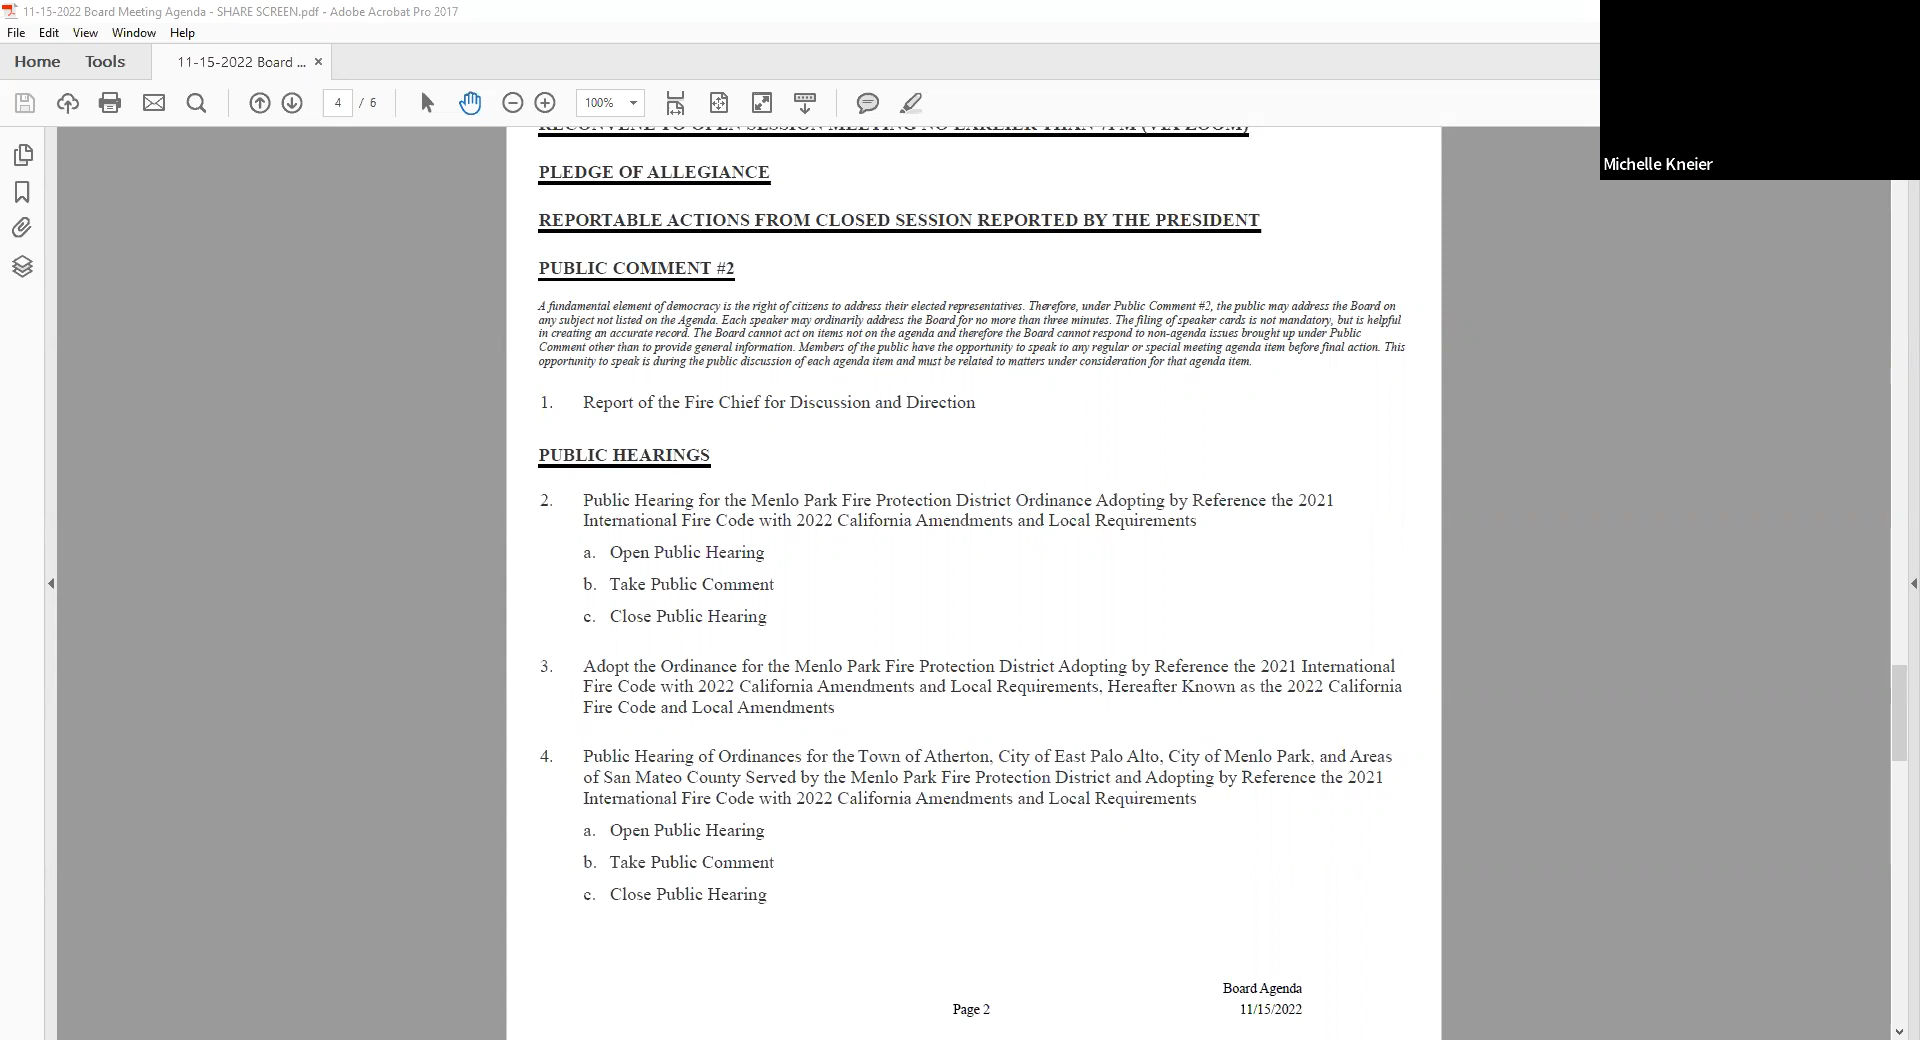 11-15-2022 Board Meeting Agenda - SHARE SCREEN.pdf - Adobe Acrobat Pro 2017
File Edit View Window Help
Home Tools 11-15-2022 Board ... ×
4 / 6 100%
Michelle Kneier
RECONVENE TO OPEN SESSION MEETING NO EARLIER THAN 7PM (VIA ZOOM)
PLEDGE OF ALLEGIANCE
REPORTABLE ACTIONS FROM CLOSED SESSION REPORTED BY THE PRESIDENT
PUBLIC COMMENT #2
A fundamental element of democracy is the right of citizens to address their elected representatives. Therefore, under Public Comment #2, the public may address the Board on
any subject not listed on the Agenda. Each speaker may ordinarily address the Board for no more than three minutes. The filing of speaker cards is not mandatory, but is helpful
in creating an accurate record. The Board cannot act on items not on the agenda and therefore the Board cannot respond to non-agenda issues brought up under Public
Comment other than to provide general information. Members of the public have the opportunity to speak to any regular or special meeting agenda item before final action. This
opportunity to speak is during the public discussion of each agenda item and must be related to matters under consideration for that agenda item.
1. Report of the Fire Chief for Discussion and Direction
PUBLIC HEARINGS
2. Public Hearing for the Menlo Park Fire Protection District Ordinance Adopting by Reference the 2021
International Fire Code with 2022 California Amendments and Local Requirements
a. Open Public Hearing
b. Take Public Comment
c. Close Public Hearing
3. Adopt the Ordinance for the Menlo Park Fire Protection District Adopting by Reference the 2021 International
Fire Code with 2022 California Amendments and Local Requirements, Hereafter Known as the 2022 California
Fire Code and Local Amendments
4. Public Hearing of Ordinances for the Town of Atherton, City of East Palo Alto, City of Menlo Park, and Areas
of San Mateo County Served by the Menlo Park Fire Protection District and Adopting by Reference the 2021
International Fire Code with 2022 California Amendments and Local Requirements
a. Open Public Hearing
b. Take Public Comment
c. Close Public Hearing
Board Agenda
Page 2 11/15/2022